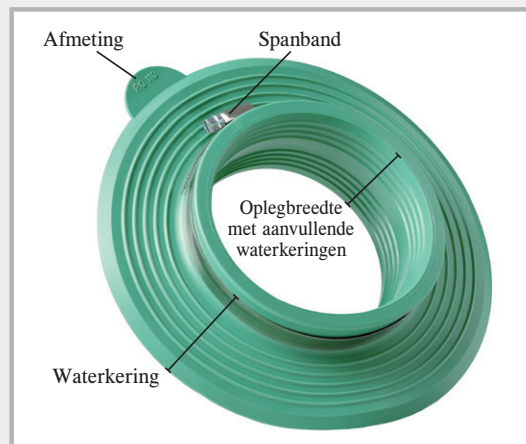 Afmeting
Spanband
Oplegbreedte
met aanvullende
waterkeringen
Waterkering